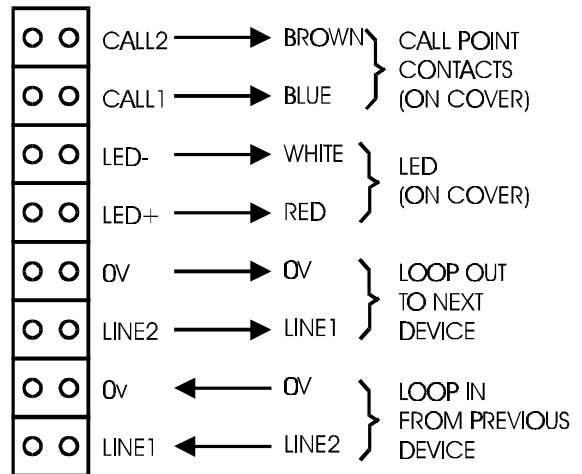 CALL2 BROWN
CALL1 BLUE
CALL POINT
CONTACTS
(ON COVER)
LED- WHITE
LED+ RED
LED
(ON COVER)
0V 0V
LINE2 LINE1
LOOP OUT
TO NEXT
DEVICE
0v 0V
LINE1 LINE2
LOOP IN
FROM PREVIOUS
DEVICE